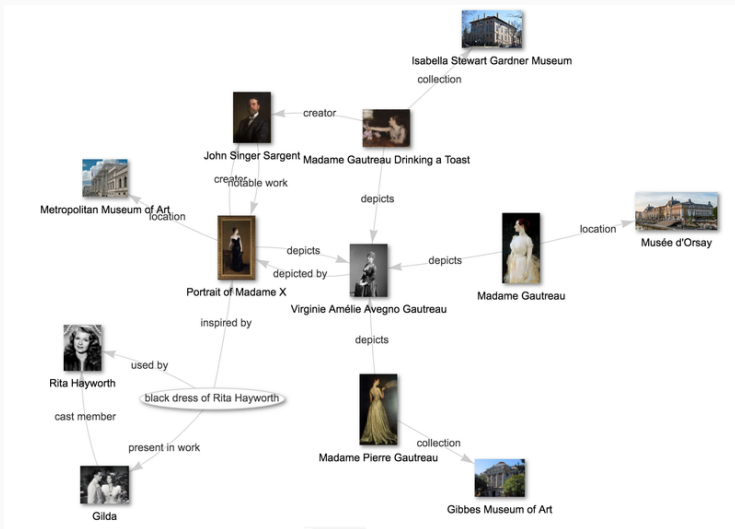 Isabella Stewart Gardner Museum
collection
creator
John Singer Sargent
Madame Gautreau Drinking a Toast
creator
notable work
Metropolitan Museum of Art
location
depicts
location
Musée d'Orsay
depicts
depicts
depicted by
Madame Gautreau
Portrait of Madame X
Virginie Amélie Avegno Gautreau
inspired by
depicts
used by
Rita Hayworth
black dress of Rita Hayworth
cast member
present in work
collection
Madame Pierre Gautreau
Gibbes Museum of Art
Gilda